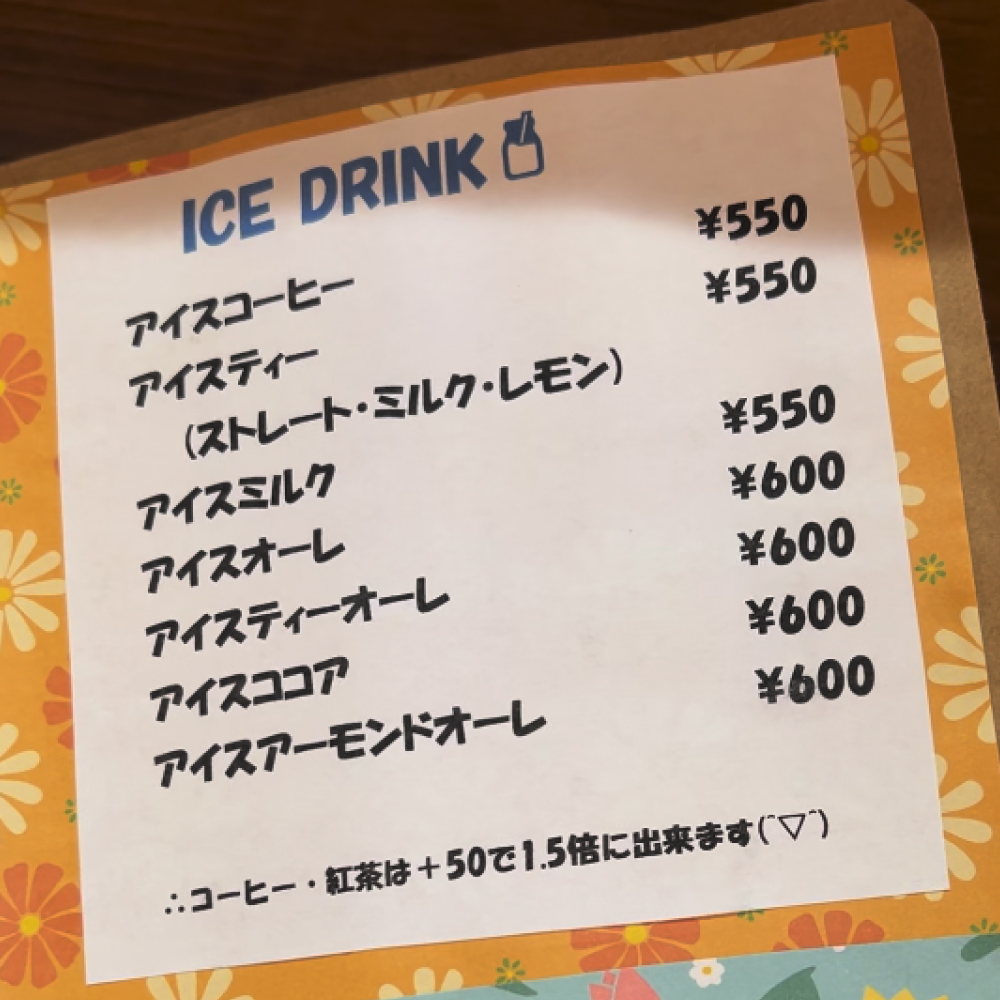 ICE DRINK
アイスコーヒー ¥550
アイスティー ¥550
(ストレート・ミルク・レモン)
アイスミルク ¥550
アイスオーレ ¥600
アイスティーオーレ ¥600
アイスココア ¥600
アイスアーモンドオーレ ¥600
∴コーヒー・紅茶は+50で1.5倍に出来ます(^▽^)